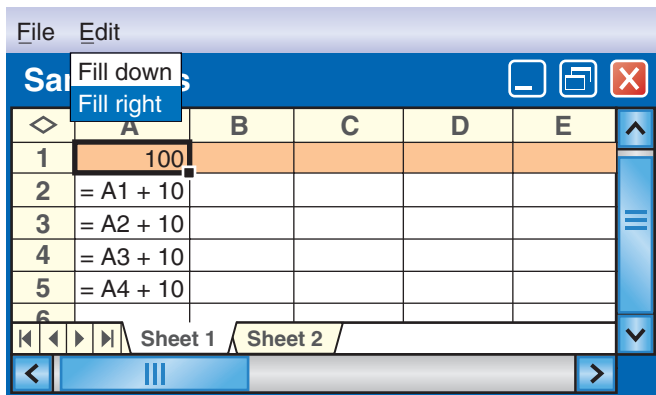 File Edit
Fill down
Fill right
A B C D E
1 100
2 = A1 + 10
3 = A2 + 10
4 = A3 + 10
5 = A4 + 10
6
Sheet 1 Sheet 2